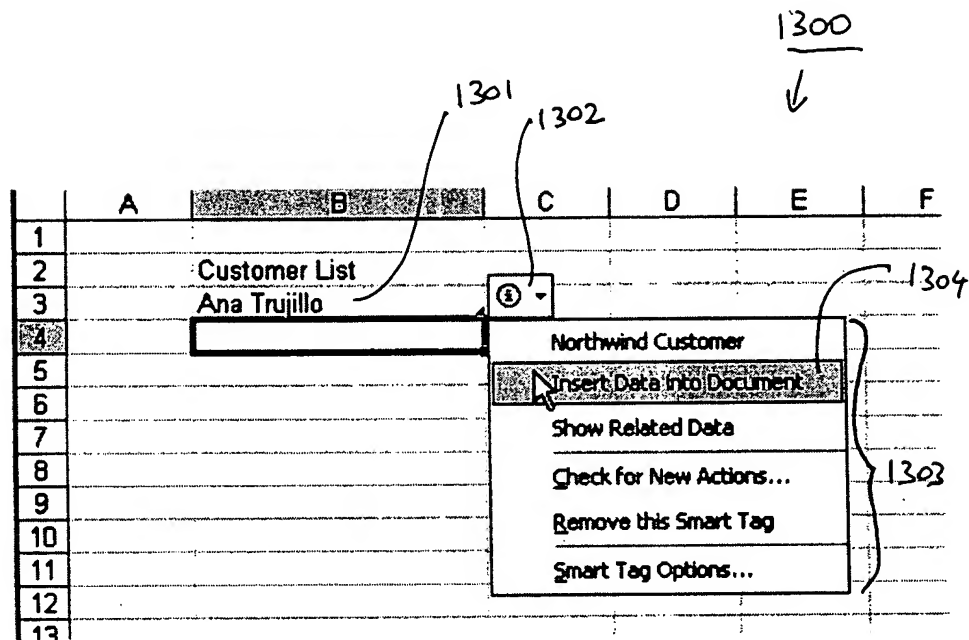 1300
1301
1302
A B C D E F
1
2 Customer List
3 Ana Trujillo
1304
4 Northwind Customer
5 Insert Data Into Document
6
7 Show Related Data
8 Check for New Actions...
1303
9
10 Remove this Smart Tag
11 Smart Tag Options...
12
13